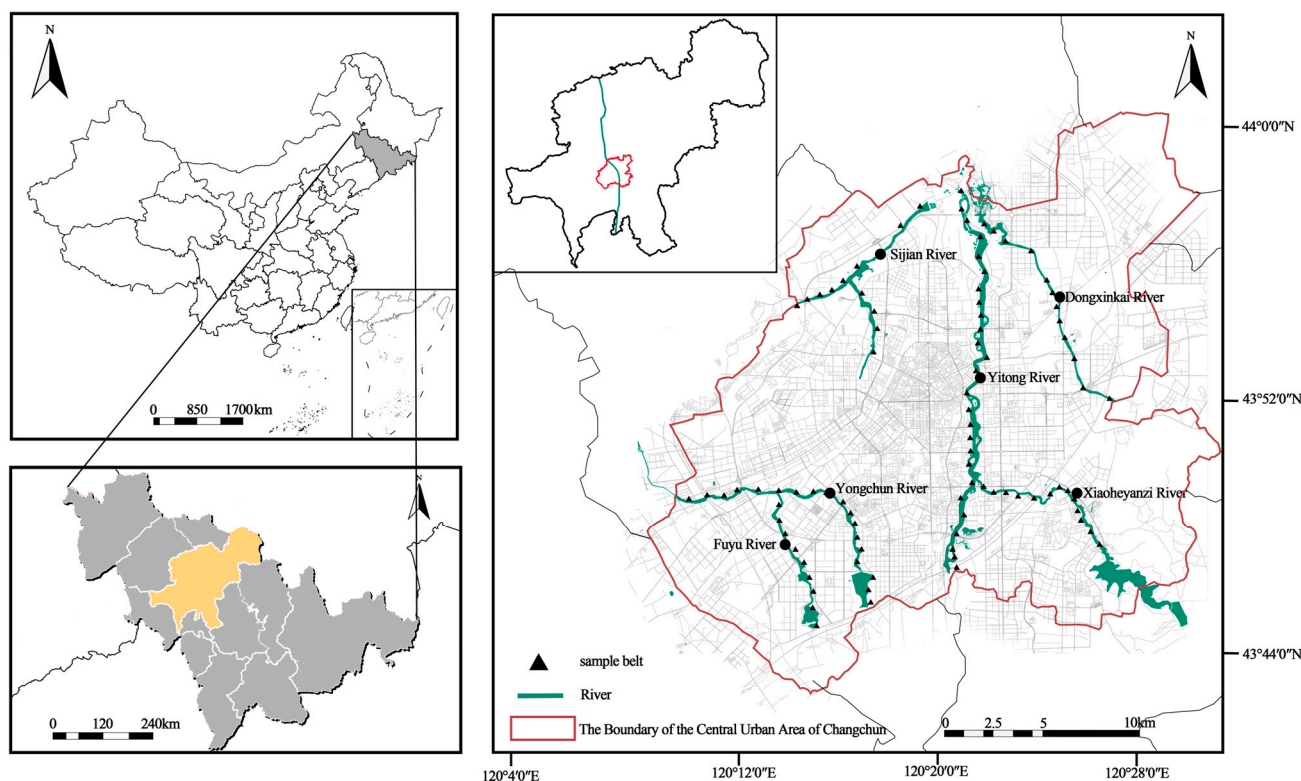 N
0 850 1700km
N
0 120 240km
N
44°0′0″N
43°52′0″N
43°44′0″N
Sijian River
Dongxinkai River
Yitong River
Yongchun River
Xiaoheyanzi River
Fuyu River
sample belt
River
The Boundary of the Central Urban Area of Changchun
0 2.5 5 10km
120°4′0″E
120°12′0″E
120°20′0″E
120°28′0″E